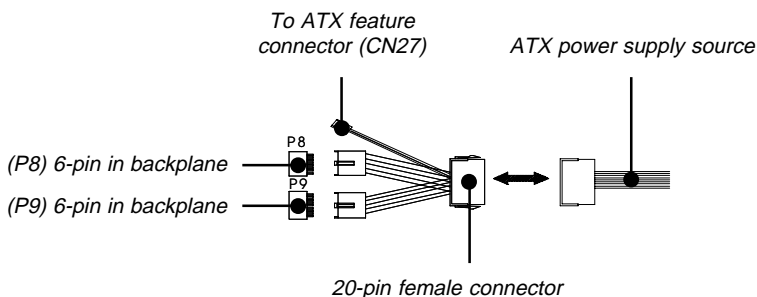 To ATX feature
connector (CN27)
ATX power supply source
P8
(P8) 6-pin in backplane
P9
(P9) 6-pin in backplane
20-pin female connector